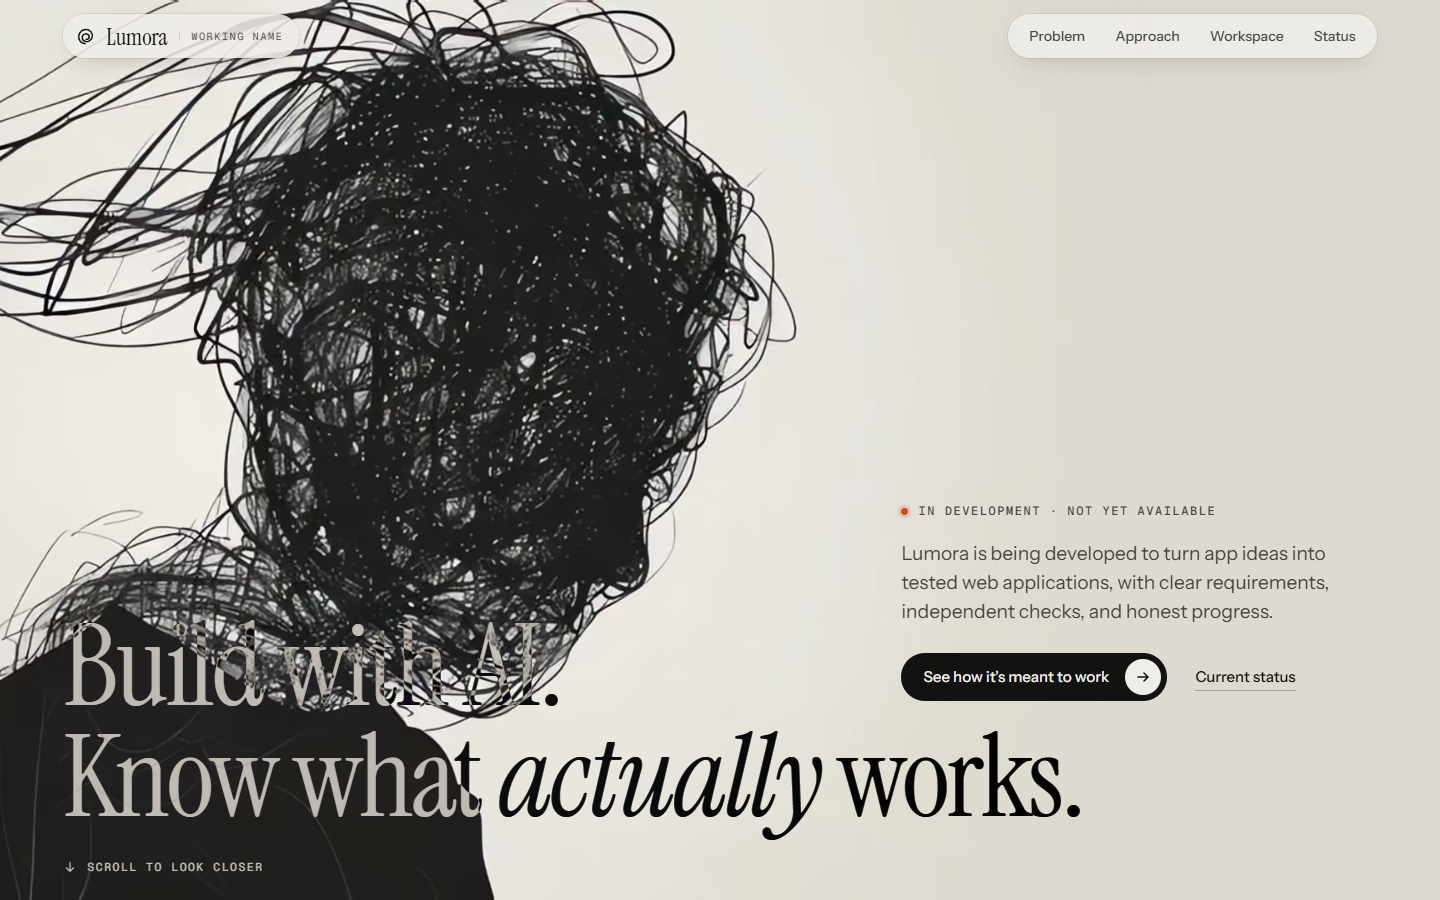 Lumora
WORKING NAME
Problem
Approach
Workspace
Status
IN DEVELOPMENT · NOT YET AVAILABLE
Lumora is being developed to turn app ideas into
tested web applications, with clear requirements,
independent checks, and honest progress.
See how it’s meant to work →
Current status
Build with AI.
Know what actually works.
↓ SCROLL TO LOOK CLOSER